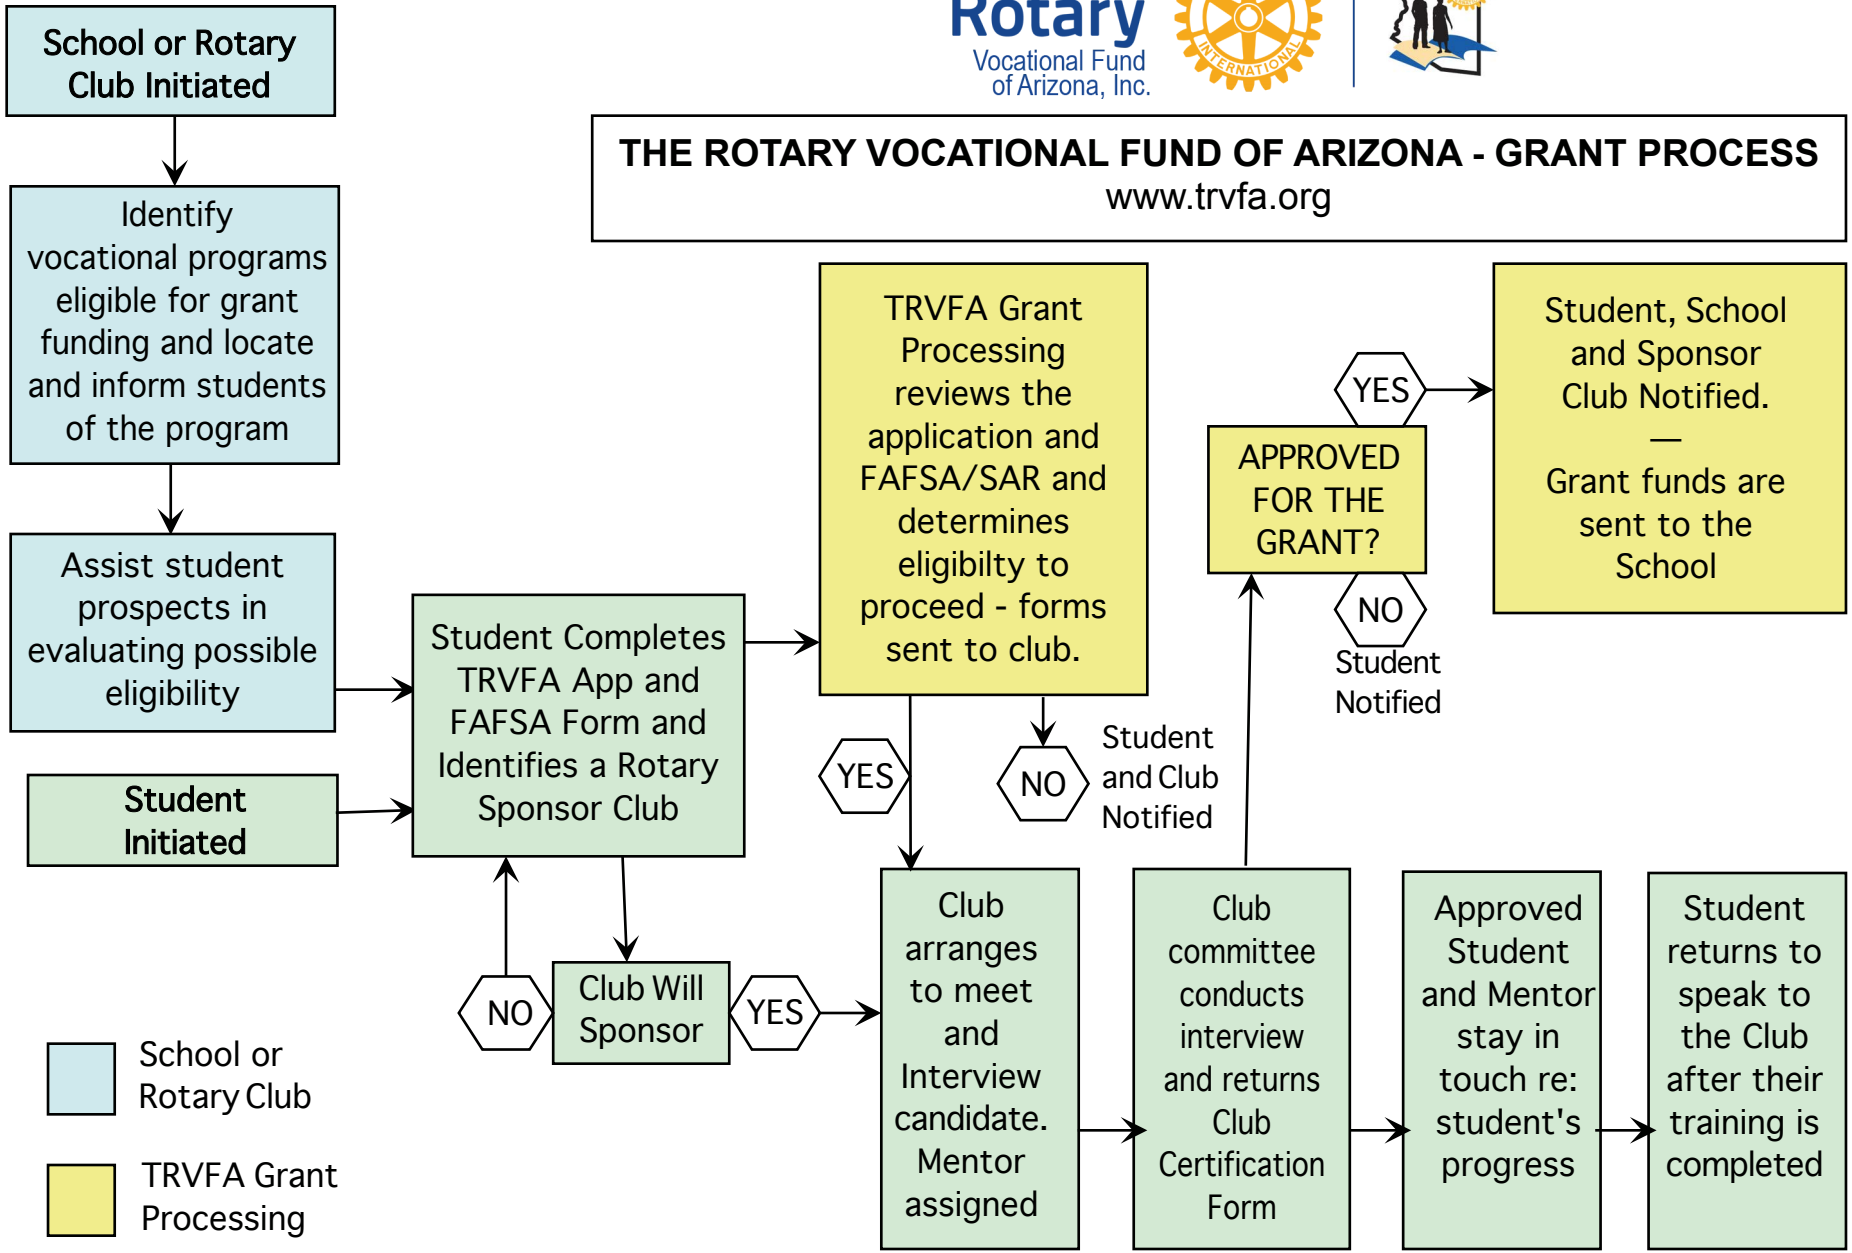 School or Rotary
Club Initiated
Rotary
Vocational Fund
of Arizona, Inc.
INTERNATIONAL
THE ROTARY VOCATIONAL FUND OF ARIZONA - GRANT PROCESS
www.trvfa.org
Identify
vocational programs
eligible for grant
funding and locate
and inform students
of the program
Assist student
prospects in
evaluating possible
eligibility
Student
Initiated
Student Completes
TRVFA App and
FAFSA Form and
Identifies a Rotary
Sponsor Club
NO
Club Will
Sponsor
YES
TRVFA Grant
Processing
reviews the
application and
FAFSA/SAR and
determines
eligibilty to
proceed - forms
sent to club.
YES
NO
Student
and Club
Notified
Club
arranges
to meet
and
Interview
candidate.
Mentor
assigned
Club
committee
conducts
interview
and returns
Club
Certification
Form
APPROVED
FOR THE
GRANT?
YES
NO
Student
Notified
Student, School
and Sponsor
Club Notified.
—
Grant funds are
sent to the
School
Approved
Student
and Mentor
stay in
touch re:
student's
progress
Student
returns to
speak to
the Club
after their
training is
completed
School or
Rotary Club
TRVFA Grant
Processing